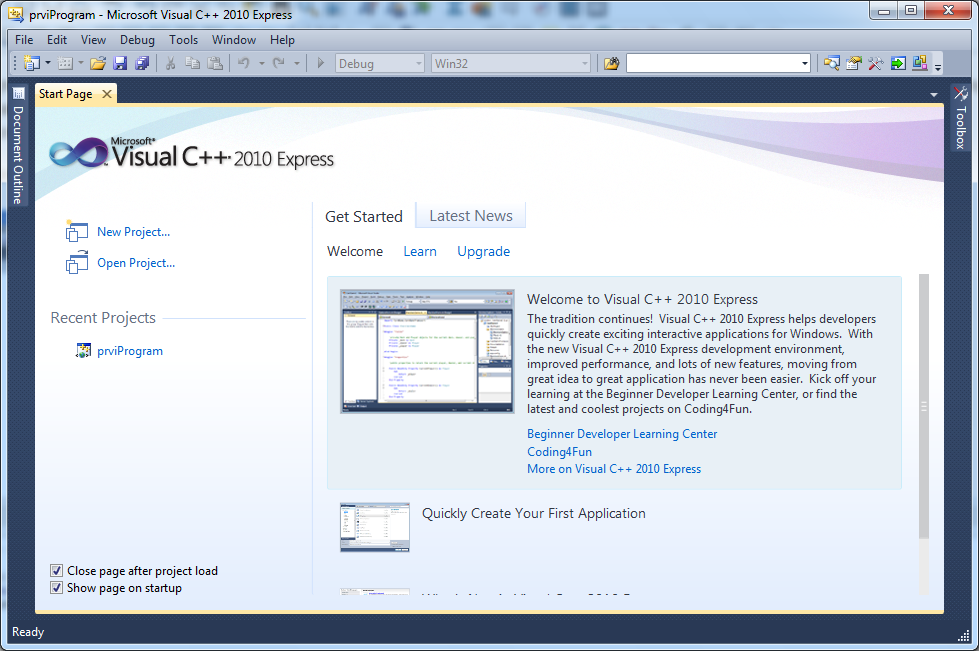 prviProgram - Microsoft Visual C++ 2010 Express
File Edit View Debug Tools Window Help
Debug Win32
Document Outline
Start Page
Toolbox
Microsoft®
Visual C++ 2010 Express
New Project...
Open Project...
Recent Projects
prviProgram
Get Started Latest News
Welcome Learn Upgrade
Welcome to Visual C++ 2010 Express
The tradition continues! Visual C++ 2010 Express helps developers
quickly create exciting interactive applications for Windows. With
the new Visual C++ 2010 Express development environment,
improved performance, and lots of new features, moving from
great idea to great application has never been easier. Kick off your
learning at the Beginner Developer Learning Center, or find the
latest and coolest projects on Coding4Fun.
Beginner Developer Learning Center
Coding4Fun
More on Visual C++ 2010 Express
Quickly Create Your First Application
Close page after project load
Show page on startup
Ready